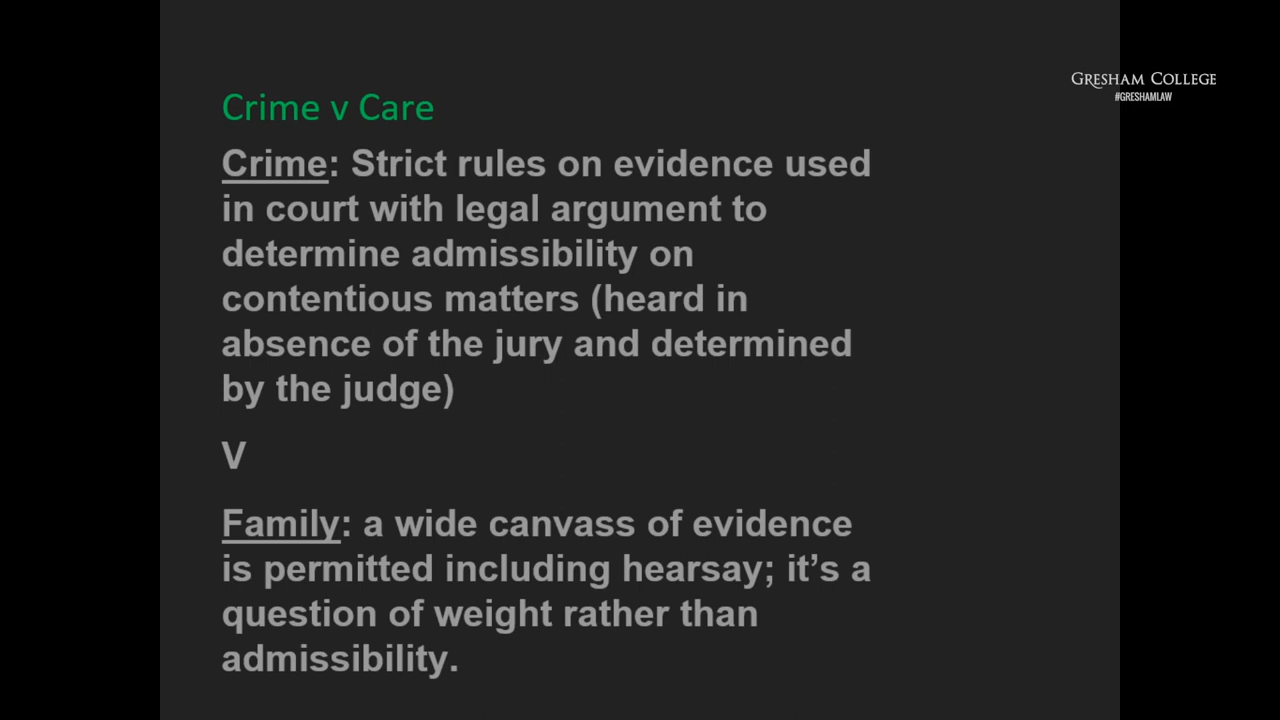 GRESHAM COLLEGE
#GRESHAMLAW
Crime v Care
Crime: Strict rules on evidence used
in court with legal argument to
determine admissibility on
contentious matters (heard in
absence of the jury and determined
by the judge)
V
Family: a wide canvass of evidence
is permitted including hearsay; it’s a
question of weight rather than
admissibility.